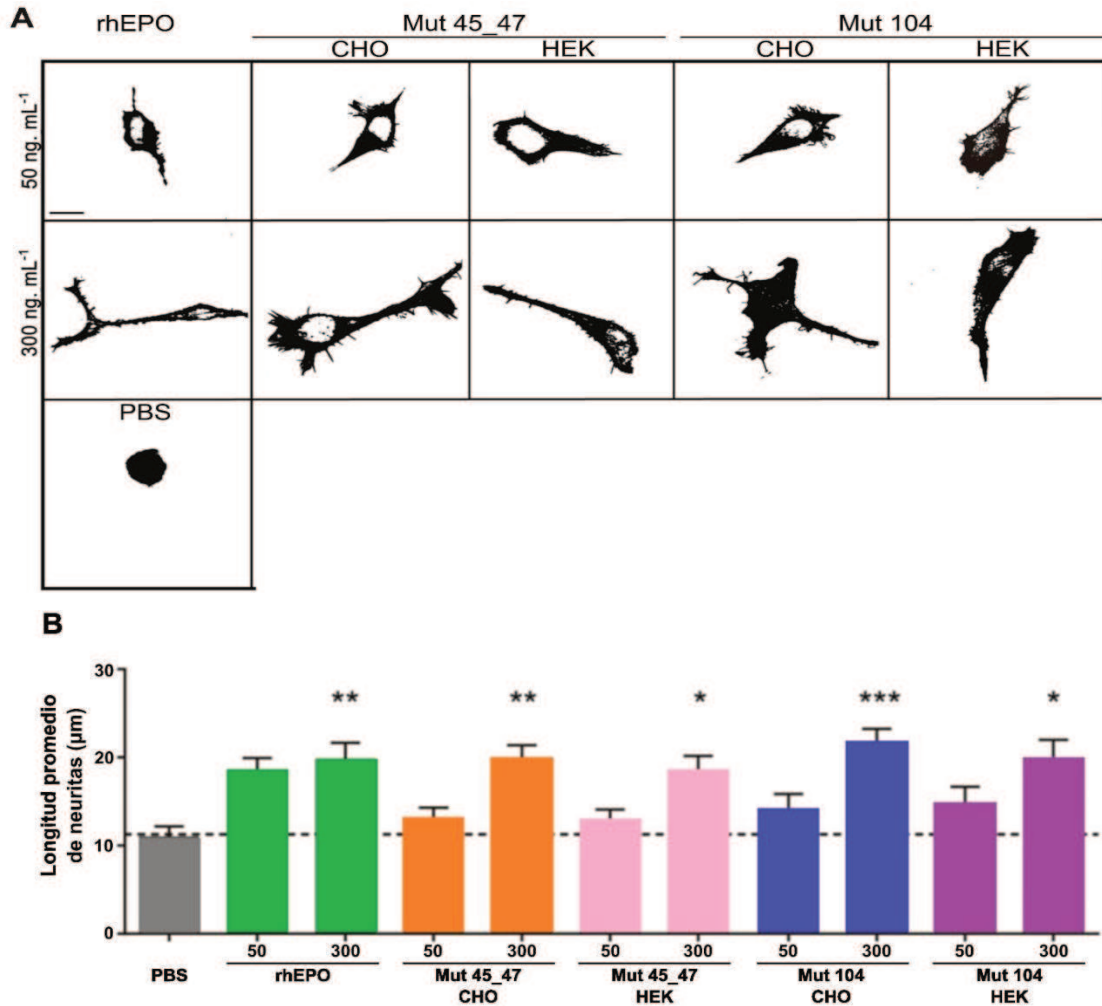 A
rhEPO Mut 45_47 Mut 104
CHO HEK CHO HEK
50 ng. mL⁻¹
300 ng. mL⁻¹
PBS
B
Longitud promedio
de neuritas (µm)
30
20
10
0
** ** * *** *
50 300 50 300 50 300 50 300 50 300
PBS rhEPO Mut 45_47 Mut 45_47 Mut 104 Mut 104
CHO HEK CHO HEK